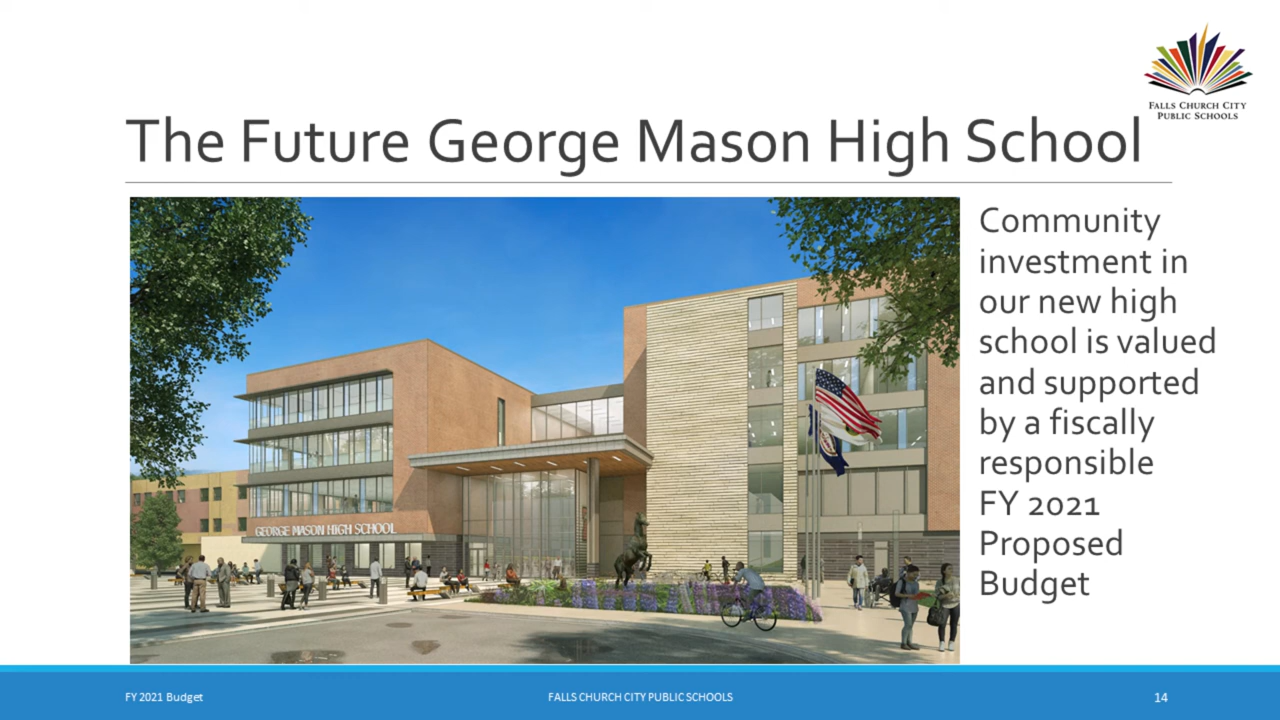 FALLS CHURCH CITY
PUBLIC SCHOOLS
The Future George Mason High School
GEORGE MASON HIGH SCHOOL
Community
investment in
our new high
school is valued
and supported
by a fiscally
responsible
FY 2021
Proposed
Budget
FY 2021 Budget
FALLS CHURCH CITY PUBLIC SCHOOLS
14